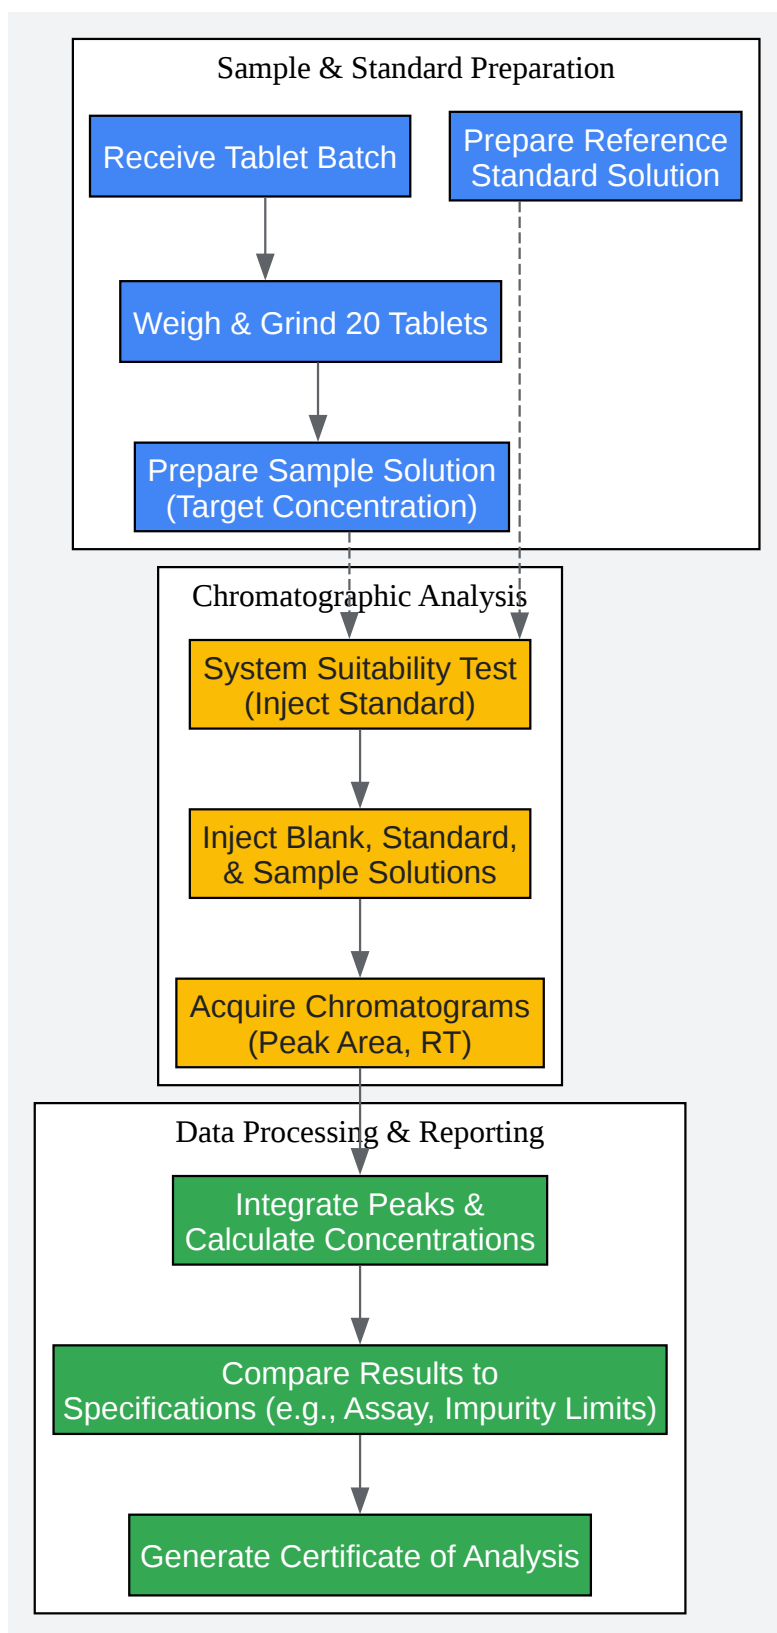 Sample & Standard Preparation
Receive Tablet Batch
Prepare Reference
Standard Solution
Weigh & Grind 20 Tablets
Prepare Sample Solution
(Target Concentration)
Chromatographic Analysis
System Suitability Test
(Inject Standard)
Inject Blank, Standard,
& Sample Solutions
Acquire Chromatograms
(Peak Area, RT)
Data Processing & Reporting
Integrate Peaks &
Calculate Concentrations
Compare Results to
Specifications (e.g., Assay, Impurity Limits)
Generate Certificate of Analysis